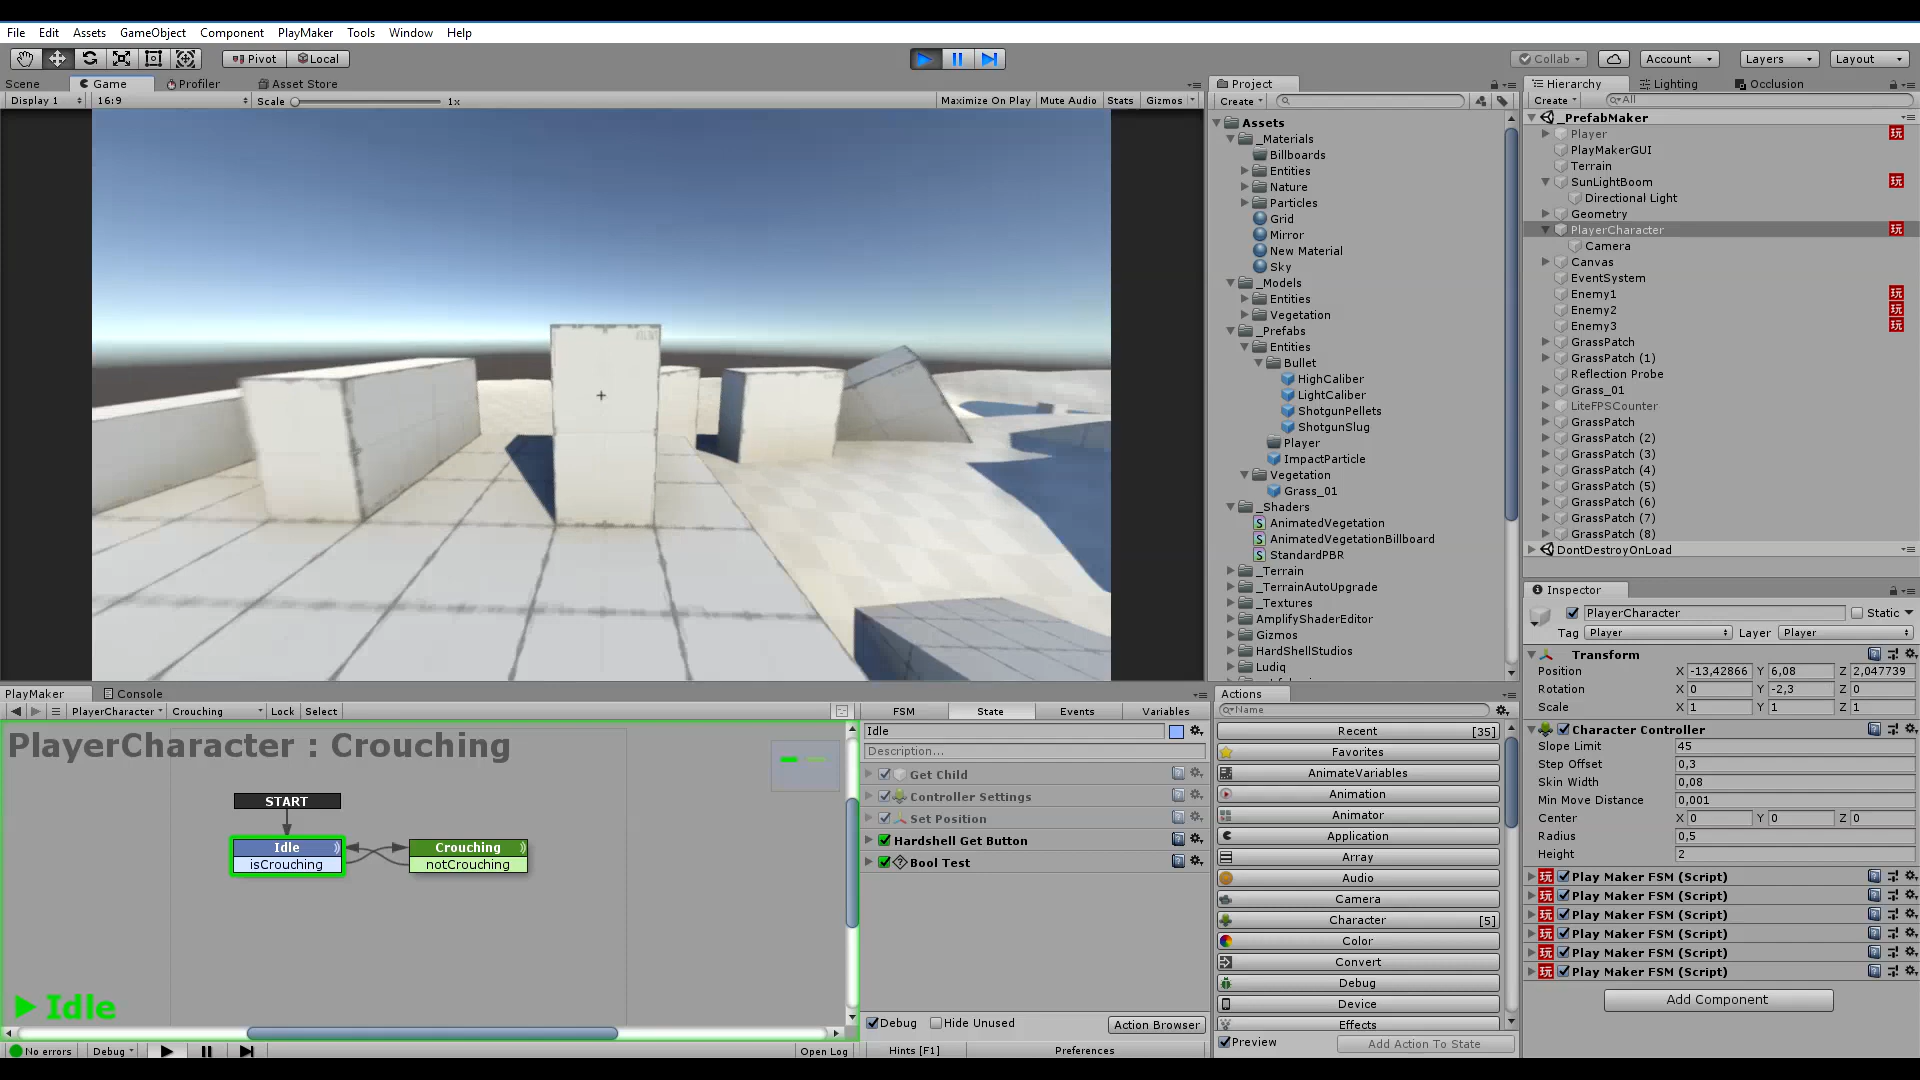 File Edit Assets GameObject Component PlayMaker Tools Window Help
Pivot Local Collab Account Layers Layout
Scene Game Profiler Asset Store
Display 1 16:9 Scale 1x Maximize On Play Mute Audio Stats Gizmos
Project
Create
Assets
_Materials
Billboards
Entities
Nature
Particles
Grid
Mirror
New Material
Sky
_Models
Entities
Vegetation
_Prefabs
Entities
Bullet
HighCaliber
LightCaliber
ShotgunPellets
ShotgunSlug
Player
ImpactParticle
Vegetation
Grass_01
_Shaders
AnimatedVegetation
AnimatedVegetationBillboard
StandardPBR
_Terrain
_TerrainAutoUpgrade
_Textures
AmplifyShaderEditor
Gizmos
HardShellStudios
Ludiq
Hierarchy Lighting Occlusion
Create All
_PrefabMaker
Player 玩
PlayMakerGUI
Terrain
SunLightBoom 玩
Directional Light
Geometry
PlayerCharacter 玩
Camera
Canvas
EventSystem
Enemy1 玩
Enemy2 玩
Enemy3 玩
GrassPatch
GrassPatch (1)
Reflection Probe
Grass_01
LiteFPSCounter
GrassPatch
GrassPatch (2)
GrassPatch (3)
GrassPatch (4)
GrassPatch (5)
GrassPatch (6)
GrassPatch (7)
GrassPatch (8)
DontDestroyOnLoad
Inspector
PlayerCharacter Static
Tag Player Layer Player
Transform
Position X -13,42866 Y 6,08 Z 2,047739
Rotation X 0 Y -2,3 Z 0
Scale X 1 Y 1 Z 1
Character Controller
Slope Limit 45
Step Offset 0,3
Skin Width 0,08
Min Move Distance 0,001
Center X 0 Y 0 Z 0
Radius 0,5
Height 2
玩 Play Maker FSM (Script)
玩 Play Maker FSM (Script)
玩 Play Maker FSM (Script)
玩 Play Maker FSM (Script)
玩 Play Maker FSM (Script)
玩 Play Maker FSM (Script)
Add Component
PlayMaker Console
PlayerCharacter Crouching Lock Select
PlayerCharacter : Crouching
START
Idle
isCrouching
Crouching
notCrouching
Idle
No errors Debug Open Log
FSM State Events Variables
Idle
Description...
Get Child
Controller Settings
Set Position
Hardshell Get Button
Bool Test
Debug Hide Unused Action Browser
Hints [F1] Preferences
Actions
Name
Recent [35]
Favorites
AnimateVariables
Animation
Animator
Application
Array
Audio
Camera
Character [5]
Color
Convert
Debug
Device
Effects
Preview Add Action To State